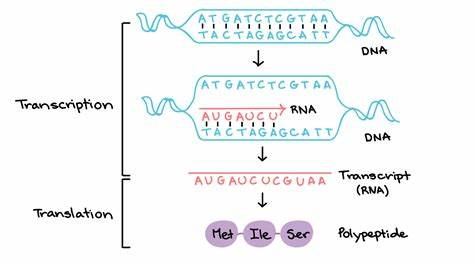 ATGATCTCGTAA
TACTAGAGCATT
DNA
Transcription
ATGATCTCGTAA
RNA
AUGAUCU
TACTAGAGCATT
DNA
AUGAUCUCGUAA
Transcript
(RNA)
Translation
Met Ile Ser
Polypeptide